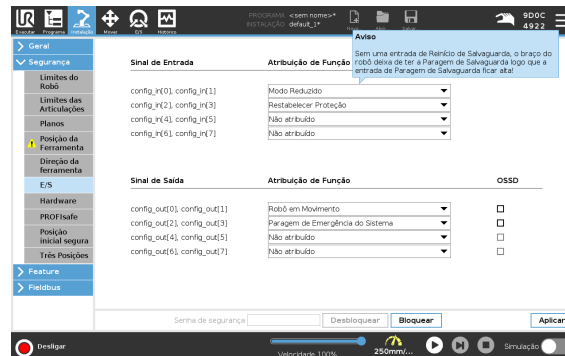 PROGRAMA <sem nome>*
INSTALAÇÃO default_1*
Executar Programa Instalação Mover E/S Histórico
9D0C
4922
Aviso
Sem uma entrada de Reinício de Salvaguarda, o braço do
robô deixa de ter a Paragem de Salvaguarda logo que a
entrada de Paragem de Salvaguarda ficar alta!
Geral
Segurança
Limites do
Robô
Limites das
Articulações
Planos
Posição da
Ferramenta
Direção da
ferramenta
E/S
Hardware
PROFIsafe
Posição
inicial segura
Três Posições
Feature
Fieldbus
Sinal de Entrada Atribuição de Função
config_in[0], config_in[1] Modo Reduzido
config_in[2], config_in[3] Restabelecer Proteção
config_in[4], config_in[5] Não atribuído
config_in[6], config_in[7] Não atribuído
Sinal de Saída Atribuição de Função OSSD
config_out[0], config_out[1] Robô em Movimento
config_out[2], config_out[3] Paragem de Emergência do Sistema
config_out[4], config_out[5] Não atribuído
config_out[6], config_out[7] Não atribuído
Senha de segurança Desbloquear Bloquear Aplicar
Desligar Velocidade 100% 250mm/... Simulação